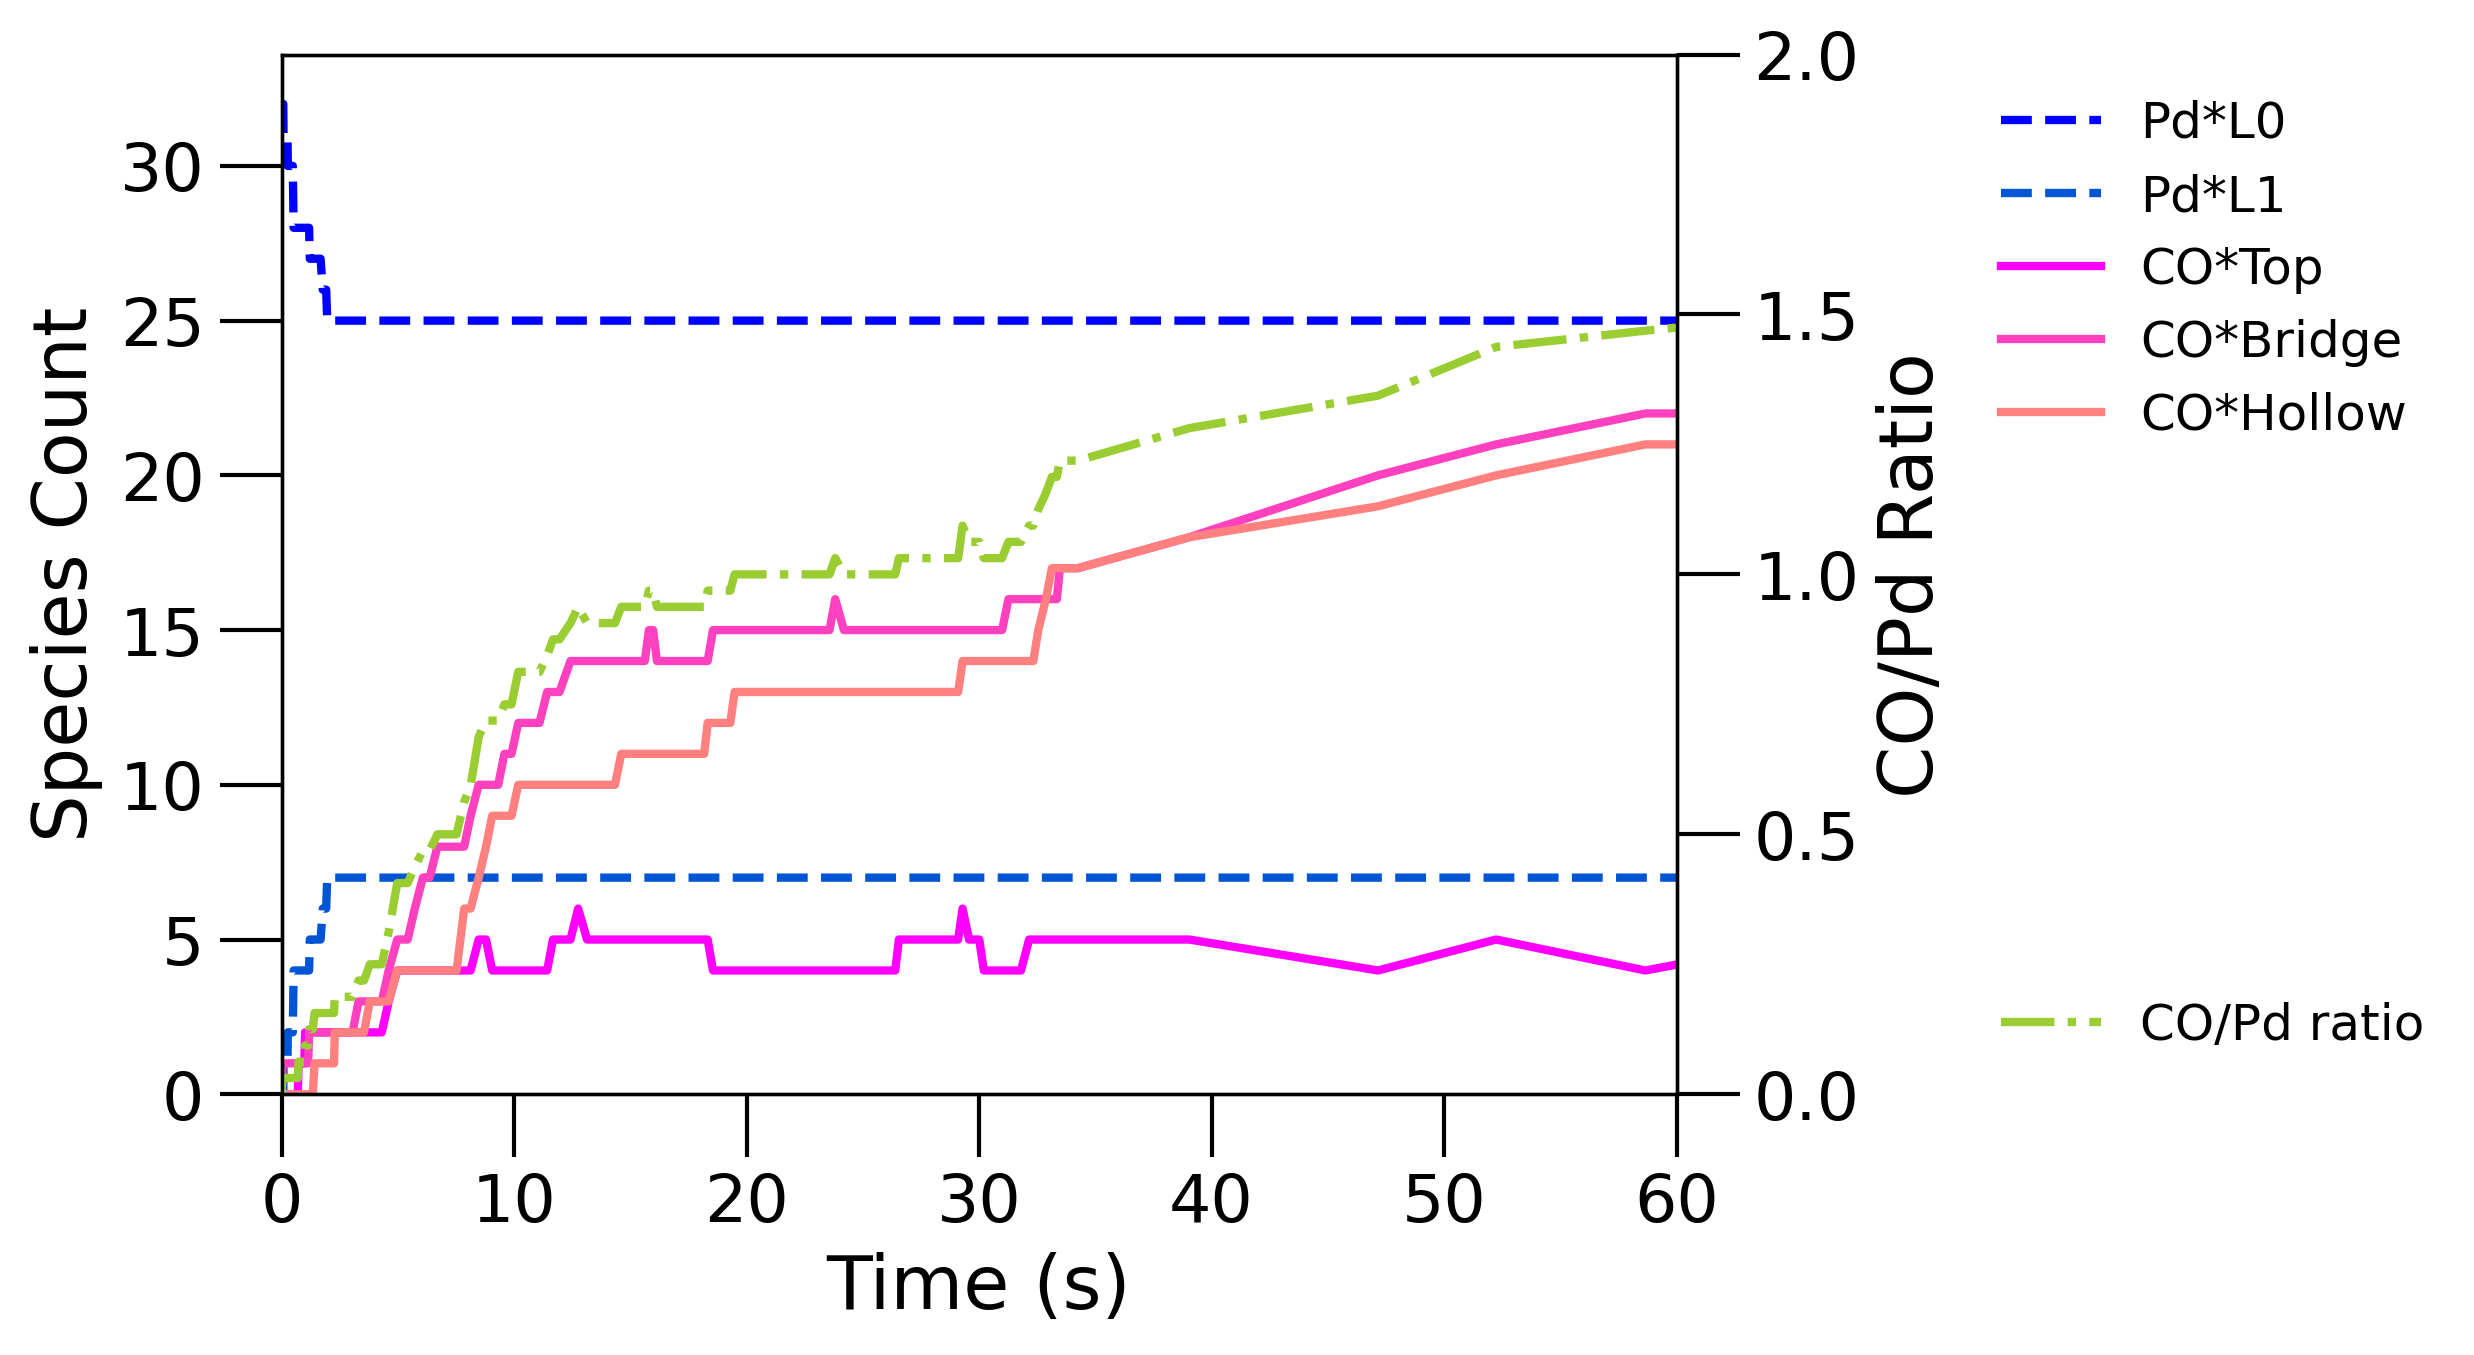 Species Count
30
25
20
15
10
5
0
0 10 20 30 40 50 60
Time (s)
2.0
1.5
1.0
0.5
0.0
CO/Pd Ratio
Pd*L0
Pd*L1
CO*Top
CO*Bridge
CO*Hollow
CO/Pd ratio